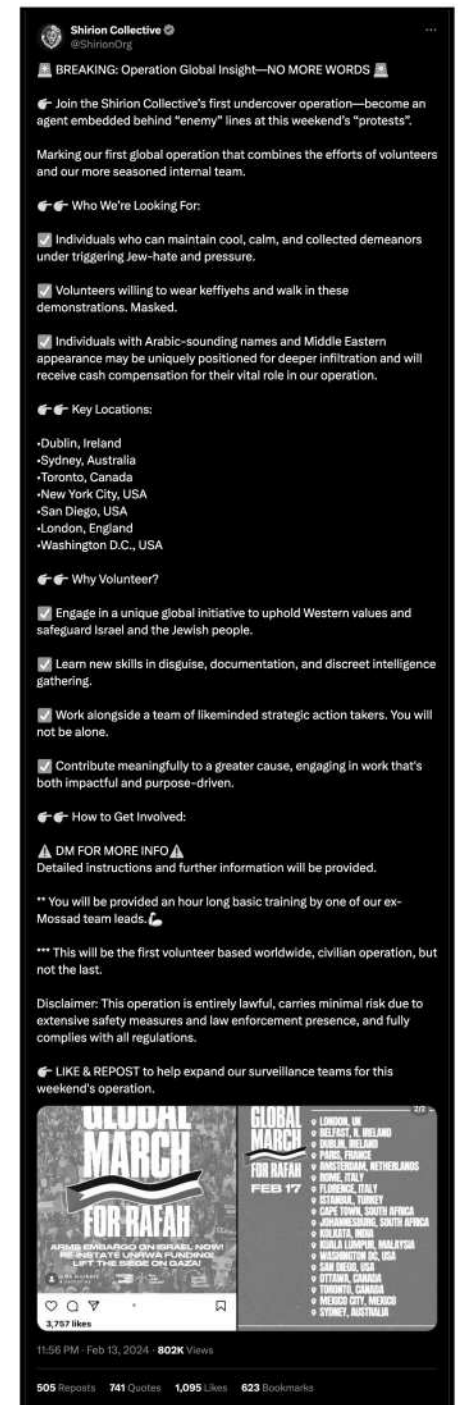 Shirion Collective
@ShirionOrg
🚨 BREAKING: Operation Global Insight—NO MORE WORDS 🚨
👉 Join the Shirion Collective's first undercover operation—become an
agent embedded behind "enemy" lines at this weekend's "protests".
Marking our first global operation that combines the efforts of volunteers
and our more seasoned internal team.
👉👉 Who We're Looking For:
☑ Individuals who can maintain cool, calm, and collected demeanors
under triggering Jew-hate and pressure.
☑ Volunteers willing to wear keffiyehs and walk in these
demonstrations. Masked.
☑ Individuals with Arabic-sounding names and Middle Eastern
appearance may be uniquely positioned for deeper infiltration and will
receive cash compensation for their vital role in our operation.
👉👉 Key Locations:
•Dublin, Ireland
•Sydney, Australia
•Toronto, Canada
•New York City, USA
•San Diego, USA
•London, England
•Washington D.C., USA
👉👉 Why Volunteer?
☑ Engage in a unique global initiative to uphold Western values and
safeguard Israel and the Jewish people.
☑ Learn new skills in disguise, documentation, and discreet intelligence
gathering.
☑ Work alongside a team of likeminded strategic action takers. You will
not be alone.
☑ Contribute meaningfully to a greater cause, engaging in work that's
both impactful and purpose-driven.
👉👉 How to Get Involved:
⚠ DM FOR MORE INFO⚠
Detailed instructions and further information will be provided.
** You will be provided an hour long basic training by one of our ex-
Mossad team leads.💪
*** This will be the first volunteer based worldwide, civilian operation, but
not the last.
Disclaimer: This operation is entirely lawful, carries minimal risk due to
extensive safety measures and law enforcement presence, and fully
complies with all regulations.
👉 LIKE & REPOST to help expand our surveillance teams for this
weekend's operation.
GLOBAL
MARCH
FOR RAFAH
ARMS EMBARGO ON ISRAEL NOW!
RE-INSTATE UNRWA FUNDING!
LIFT THE SIEGE ON GAZA!
3,757 likes
2/3
GLOBAL
MARCH
FOR RAFAH
FEB 17
LONDON, UK
BELFAST, N. IRELAND
DUBLIN, IRELAND
PARIS, FRANCE
AMSTERDAM, NETHERLANDS
ROME, ITALY
FLORENCE, ITALY
ISTANBUL, TURKEY
CAPE TOWN, SOUTH AFRICA
JOHANNESBURG, SOUTH AFRICA
KOLKATA, INDIA
KUALA LUMPUR, MALAYSIA
WASHINGTON DC, USA
SAN DIEGO, USA
OTTAWA, CANADA
TORONTO, CANADA
MEXICO CITY, MEXICO
SYDNEY, AUSTRALIA
11:56 PM · Feb 13, 2024 · 802K Views
505 Reposts 741 Quotes 1,095 Likes 623 Bookmarks